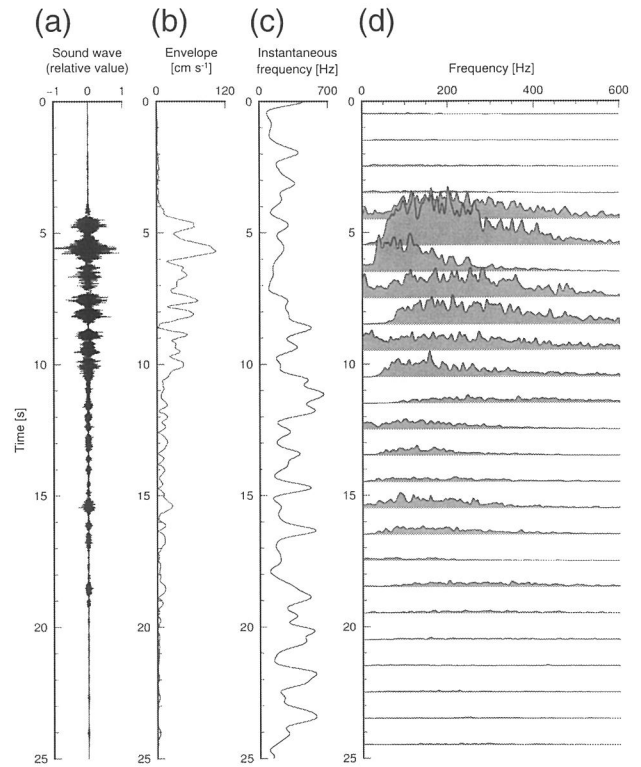 (a)
(b)
(c)
(d)
Sound wave
(relative value)
Envelope
[cm s-1]
Instantaneous
frequency [Hz]
Frequency [Hz]
−1 0 1
0 120
0 700
0 200 400 600
Time [s]
0
5
10
15
20
25
0
5
10
15
20
25
0
5
10
15
20
25
0
5
10
15
20
25